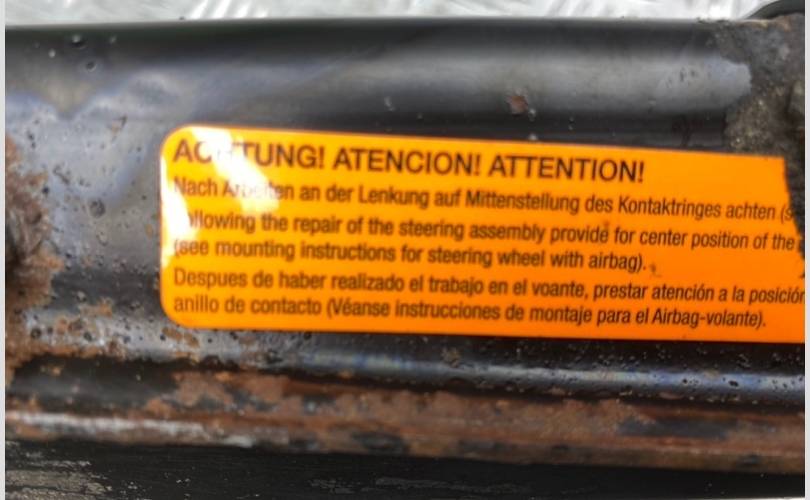 ACHTUNG! ATENCION! ATTENTION!
Nach Arbeiten an der Lenkung auf Mittenstellung des Kontaktringes achten (s
ollowing the repair of the steering assembly provide for center position of the
(see mounting instructions for steering wheel with airbag).
Despues de haber realizado el trabajo en el voante, prestar atención a la posición
anillo de contacto (Véanse instrucciones de montaje para el Airbag-volante).